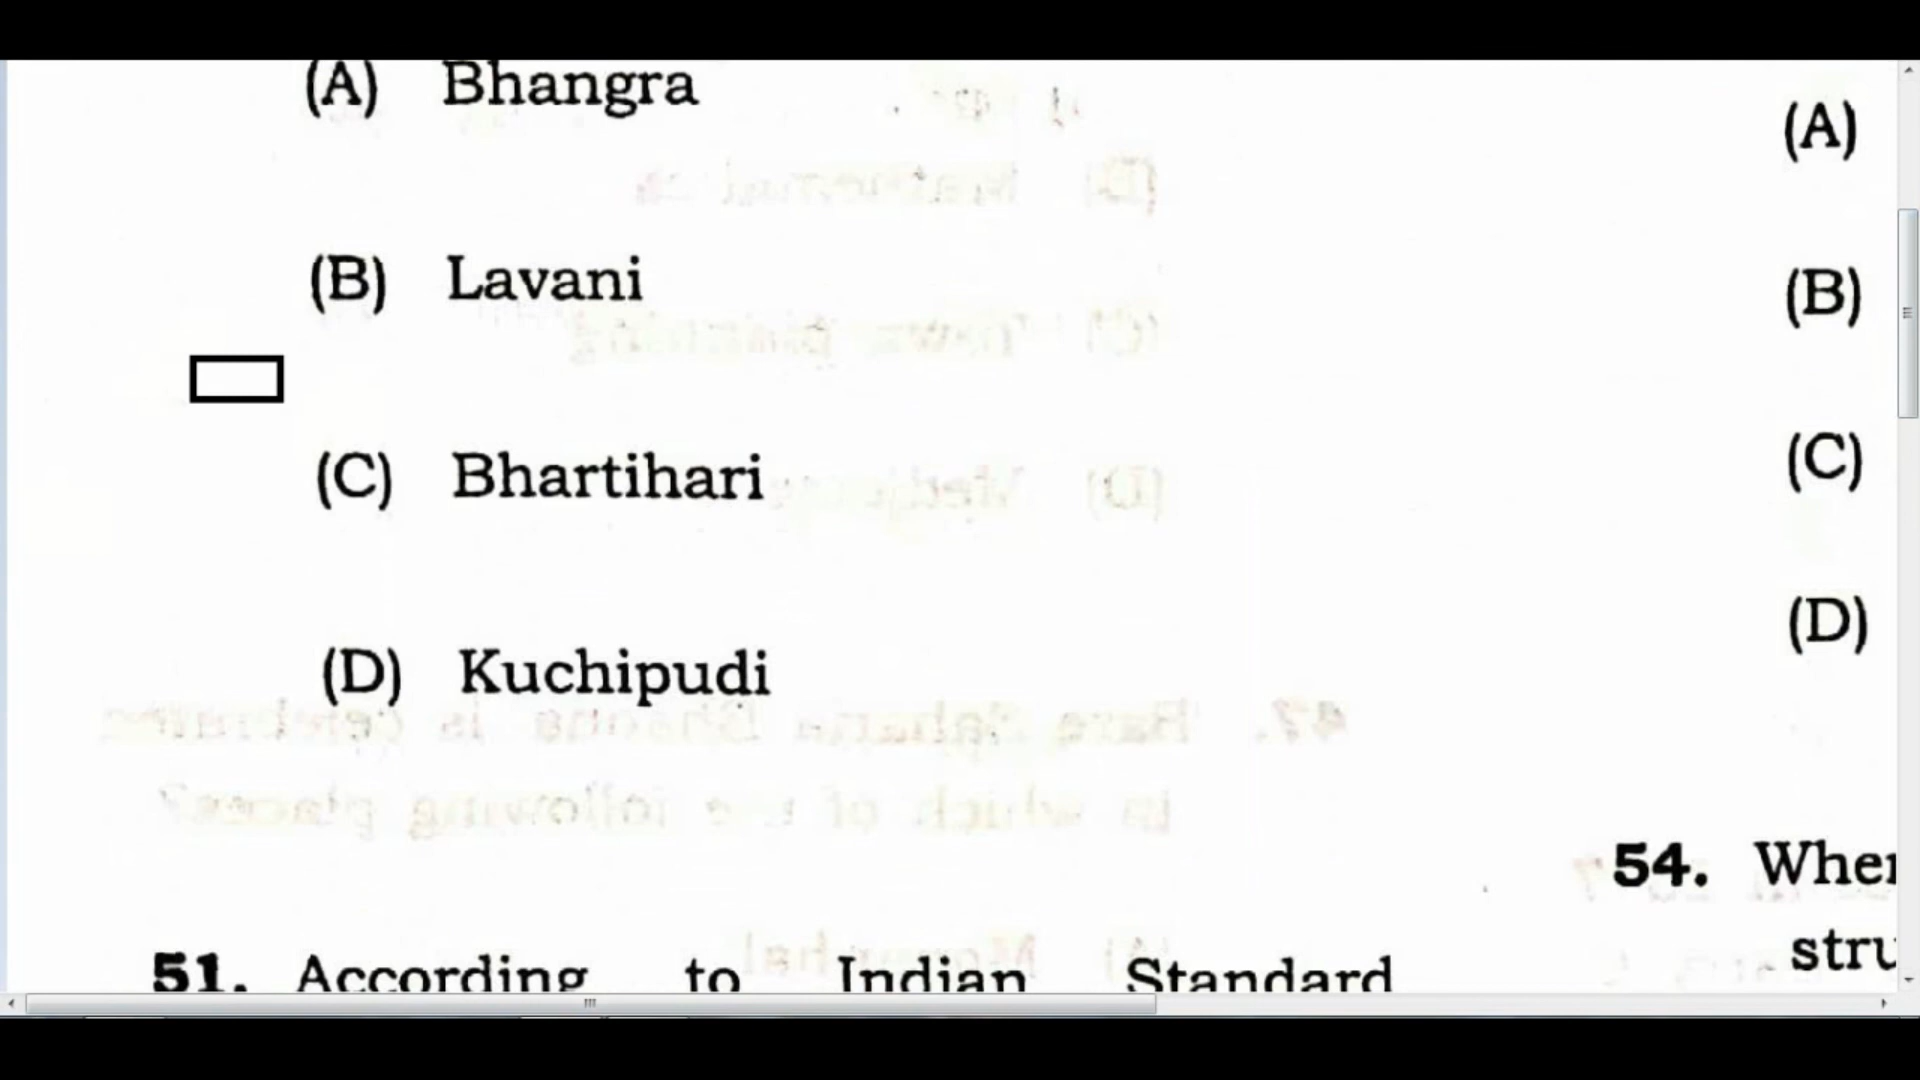 (A) Bhangra
(B) Lavani
(C) Bhartihari
(D) Kuchipudi
51. According to Indian Standard
(A)
(B)
(C)
(D)
54.